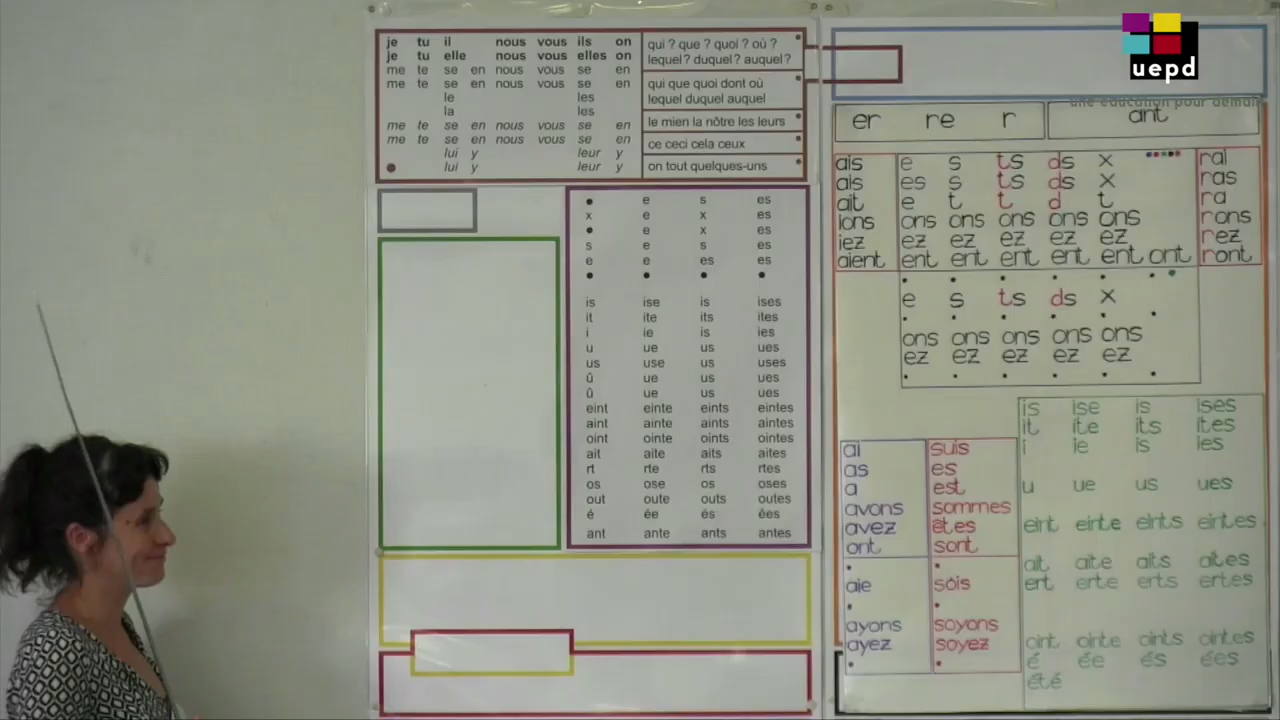 je tu il nous vous ils on
je tu elle nous vous elles on
me te se en nous vous se en
me te se en nous vous se en
le les
la les
me te se en nous vous se en
me te se en nous vous se en
lui y leur y
lui y leur y
qui ? que ? quoi ? où ?
lequel ? duquel ? auquel ?
qui que quoi dont où
lequel duquel auquel
le mien la nôtre les leurs
ce ceci cela ceux
on tout quelques-uns
e s es
x e x es
e x es
s e s es
e e es es
is ise is ises
it ite its ites
i ie is ies
u ue us ues
us use us uses
û ue us ues
û ue us ues
eint einte eints eintes
aint ainte aints aintes
oint ointe oints ointes
ait aite aits aites
rt rte rts rtes
os ose os oses
out oute outs outes
é ée és ées
ant ante ants antes
uepd
une éducation pour demain
er re r
ant
ais e s ts ds x rai
ais es s ts ds x ras
ait e t t d t ra
ions ons ons ons ons ons rons
iez ez ez ez ez ez rez
aient ent ent ent ent ent ont ront
e s ts ds x
ons ons ons ons ons
ez ez ez ez ez
ai suis
as es
a est
avons sommes
avez êtes
ont sont
aie sois
ayons soyons
ayez soyez
is ise is ises
it ite its ites
i ie is ies
u ue us ues
eint einte eints eintes
ait aite aits aites
ert erte erts ertes
oint ointe oints ointes
é ée és ées
été